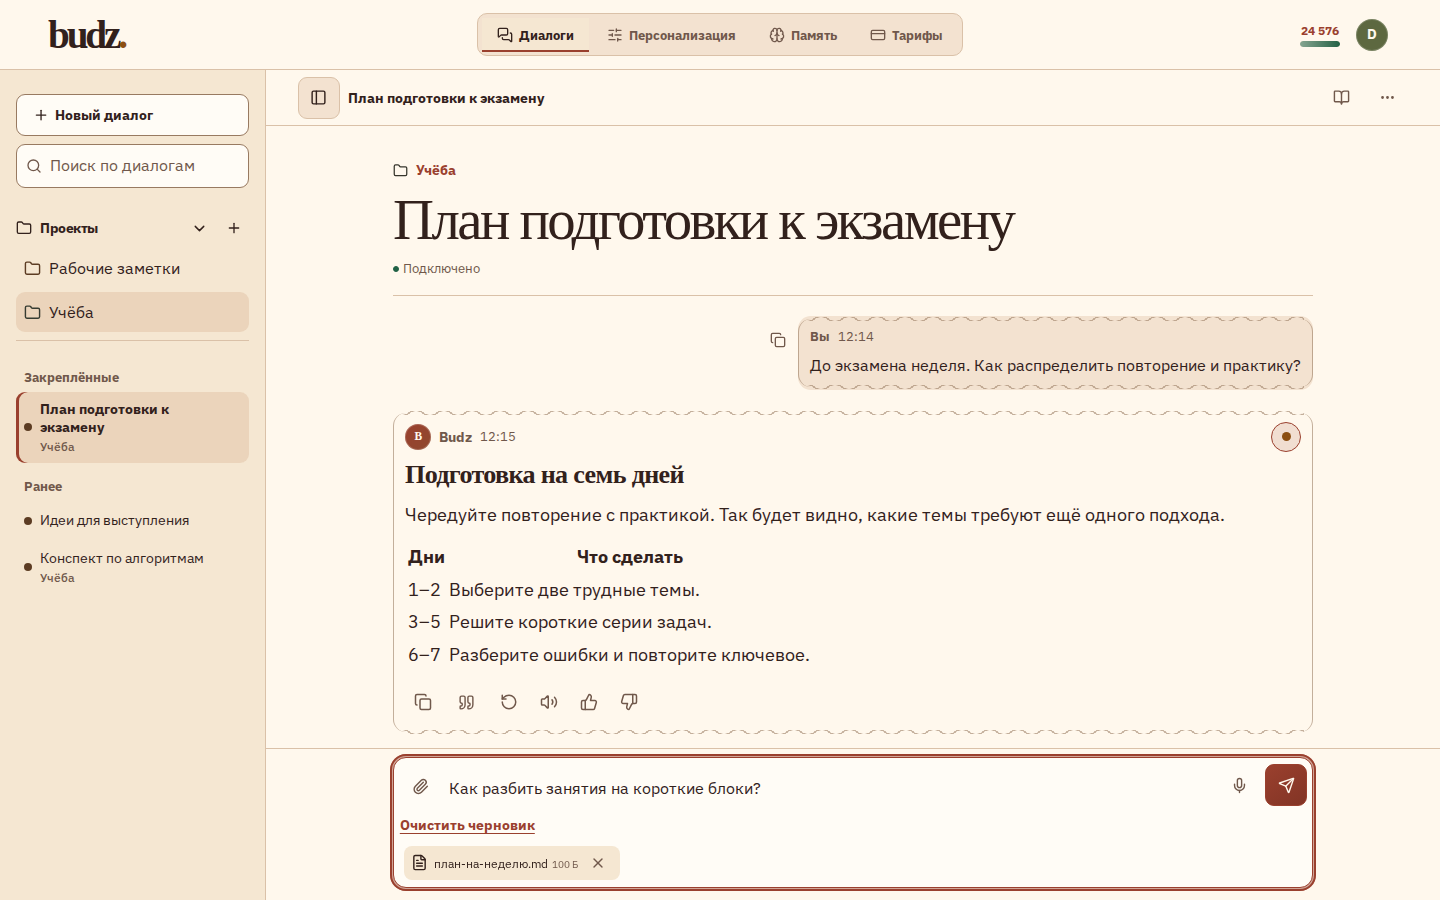 budz.
Диалоги
Персонализация
Память
Тарифы
24 576
D
Новый диалог
Поиск по диалогам
Проекты
Рабочие заметки
Учёба
Закреплённые
План подготовки к
экзамену
Учёба
Ранее
Идеи для выступления
Конспект по алгоритмам
Учёба
План подготовки к экзамену
Учёба
План подготовки к экзамену
Подключено
Вы 12:14
До экзамена неделя. Как распределить повторение и практику?
B Budz 12:15
Подготовка на семь дней
Чередуйте повторение с практикой. Так будет видно, какие темы требуют ещё одного подхода.
Дни Что сделать
1–2 Выберите две трудные темы.
3–5 Решите короткие серии задач.
6–7 Разберите ошибки и повторите ключевое.
Как разбить занятия на короткие блоки?
Очистить черновик
план-на-неделю.md 100 Б